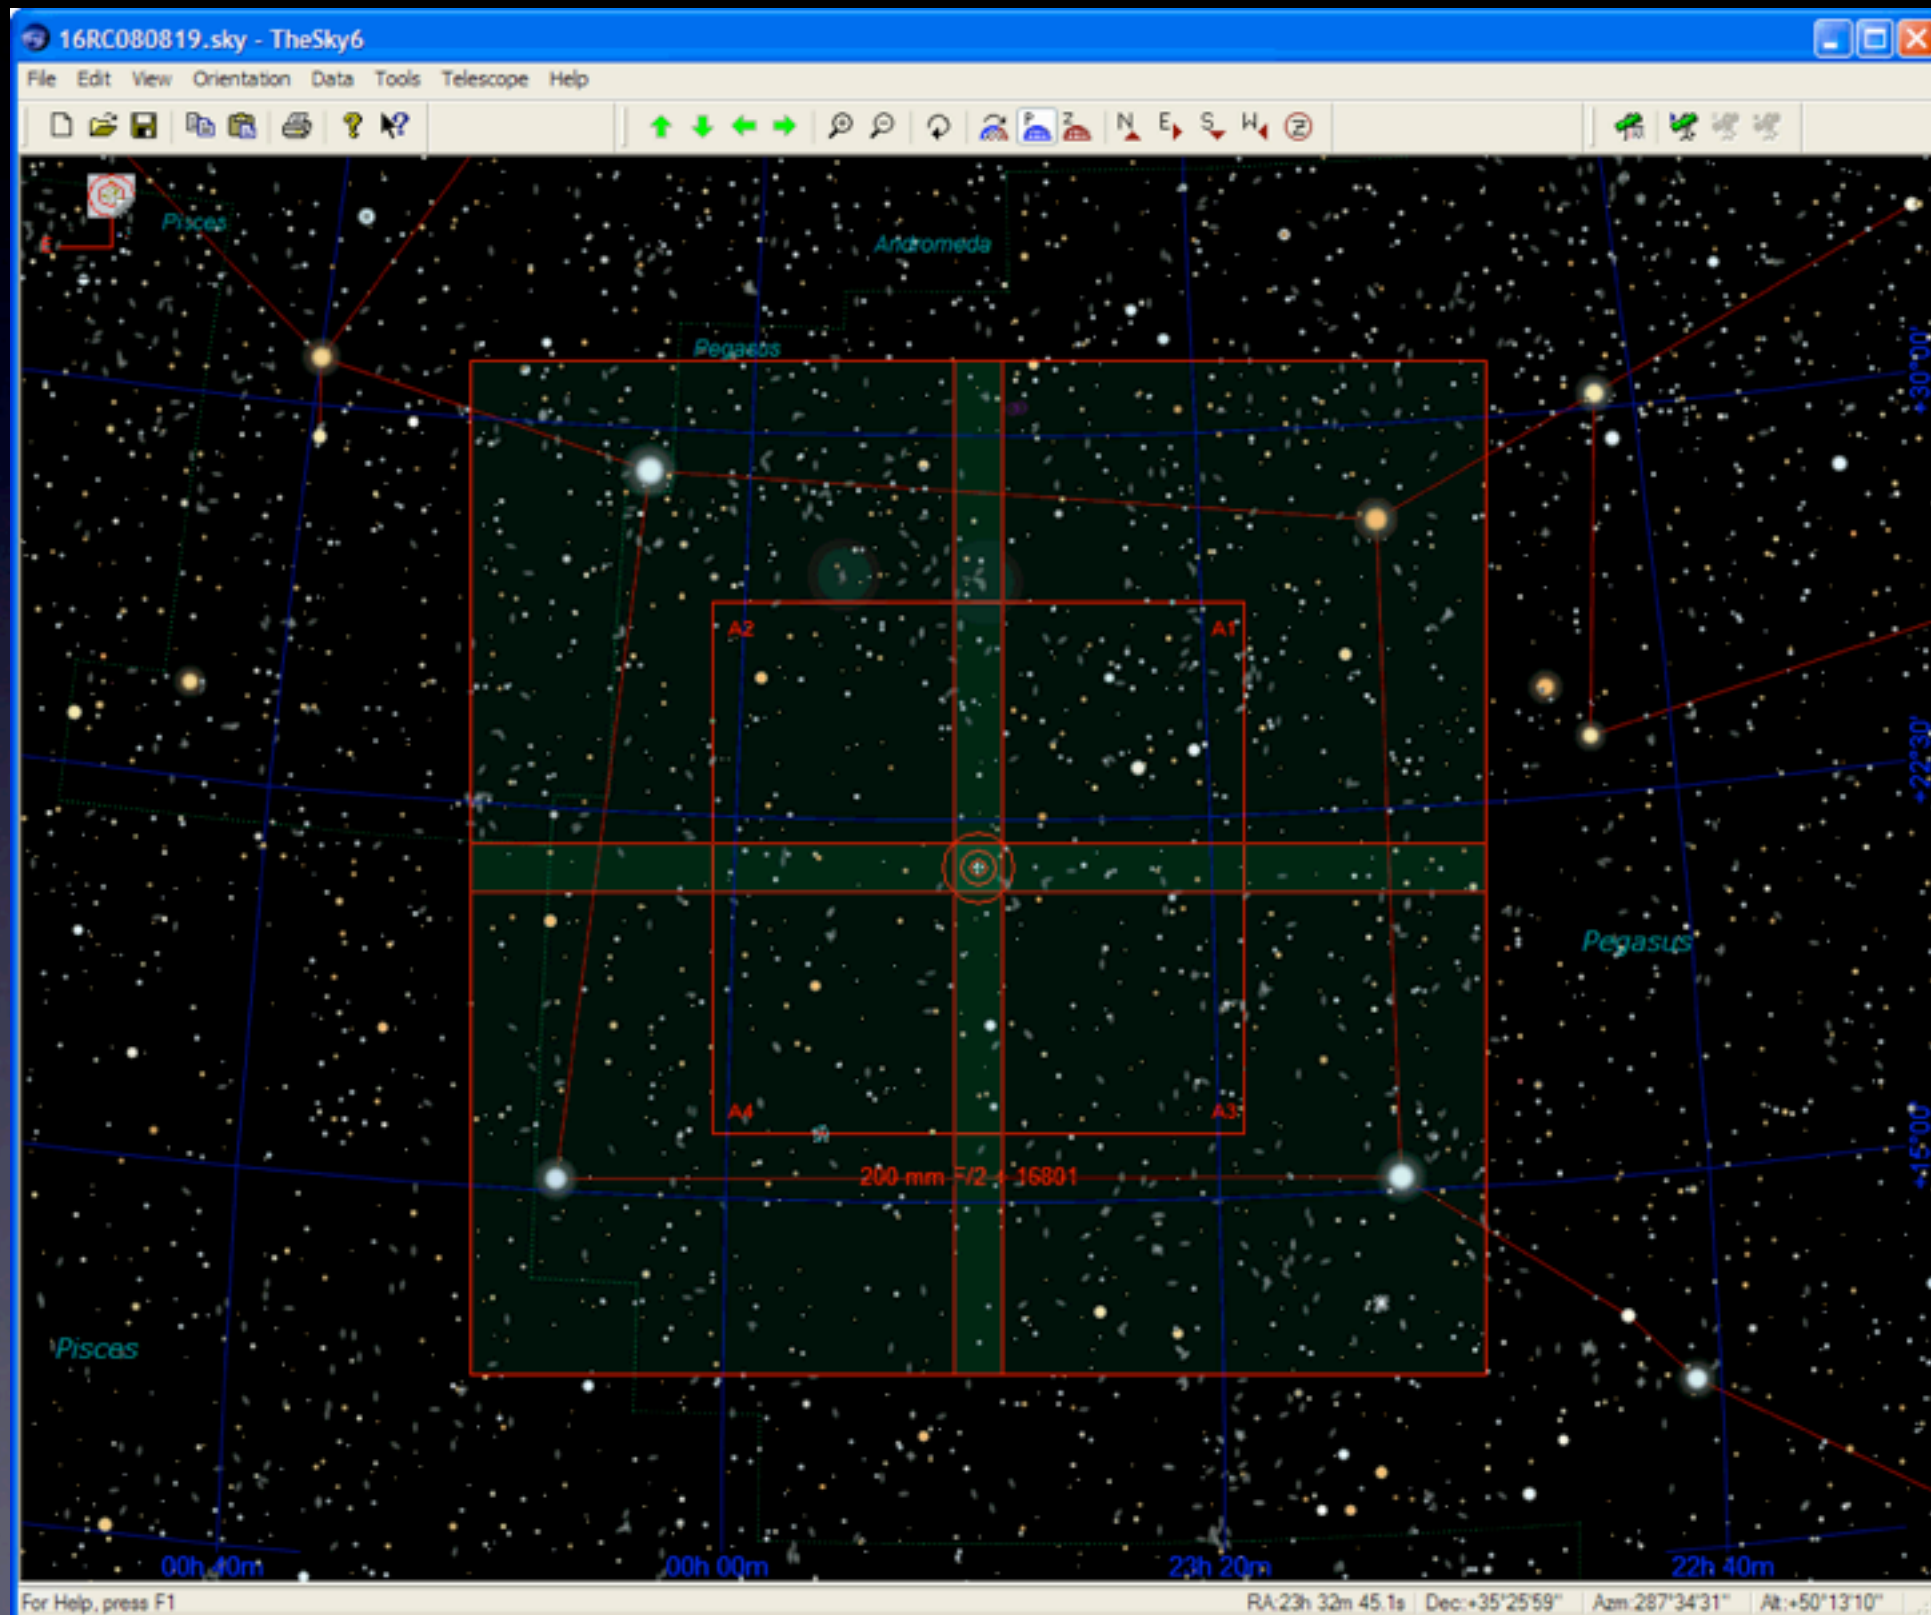 16RC080819.sky - TheSky6
File Edit View Orientation Data Tools Telescope Help
P Z N E S W Z
Pisces
Andromeda
E
Pegasus
+30°00'
A2 A1
+22°30'
Pegasus
A4 A3
+15°00'
200 mm F/2 + 16801
Pisces
00h 40m 00h 00m 23h 20m 22h 40m
For Help, press F1 RA:23h 32m 45.1s Dec:+35°25'59" Azm:287°34'31" Alt:+50°13'10"